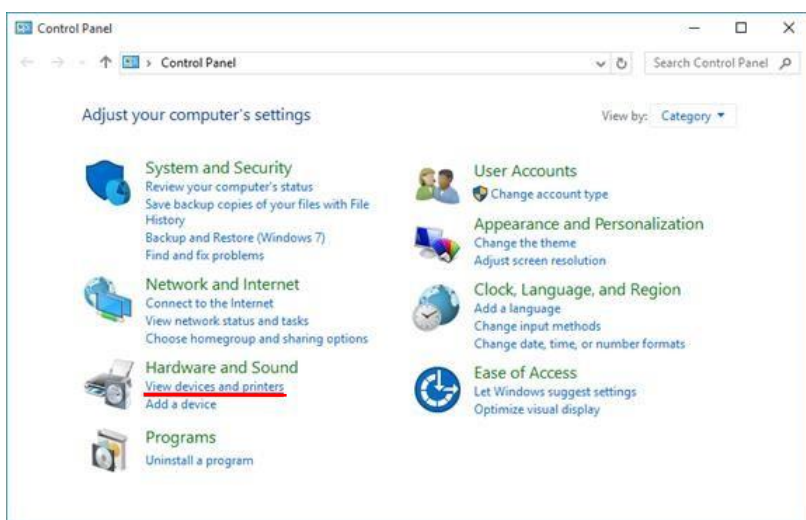 Control Panel
Control Panel
Search Control Panel
Adjust your computer's settings
View by: Category
System and Security
Review your computer's status
Save backup copies of your files with File
History
Backup and Restore (Windows 7)
Find and fix problems
Network and Internet
Connect to the Internet
View network status and tasks
Choose homegroup and sharing options
Hardware and Sound
View devices and printers
Add a device
Programs
Uninstall a program
User Accounts
Change account type
Appearance and Personalization
Change the theme
Adjust screen resolution
Clock, Language, and Region
Add a language
Change input methods
Change date, time, or number formats
Ease of Access
Let Windows suggest settings
Optimize visual display